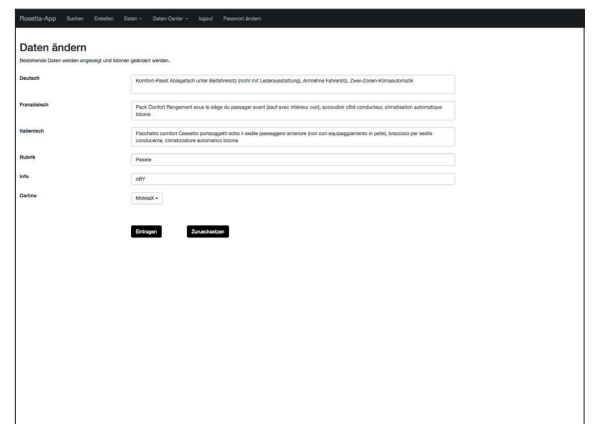 Rosetta-App Suchen Erstellen Daten Daten-Center logout Passwort ändern
Daten ändern
Bestehende Daten werden angezeigt und können geändert werden.
Deutsch
Komfort-Paket Ablagefach unter Beifahrersitz (nicht mit Lederausstattung), Armlehne Fahrersitz, Zwei-Zonen-Klimaautomatik
Französisch
Pack Confort Rangement sous le siège du passager avant (sauf avec intérieur cuir), accoudoir côté conducteur, climatisation automatique
bizone
Italienisch
Pacchetto comfort Cassetto portaoggetti sotto il sedile passeggero anteriore (non con equipaggiamento in pelle), bracciolo per sedile
conducente, climatizzatore automatico bizona
Rubrik
Pakete
Info
oBY
Carline
MokkaX
Eintragen Zuruecksetzen